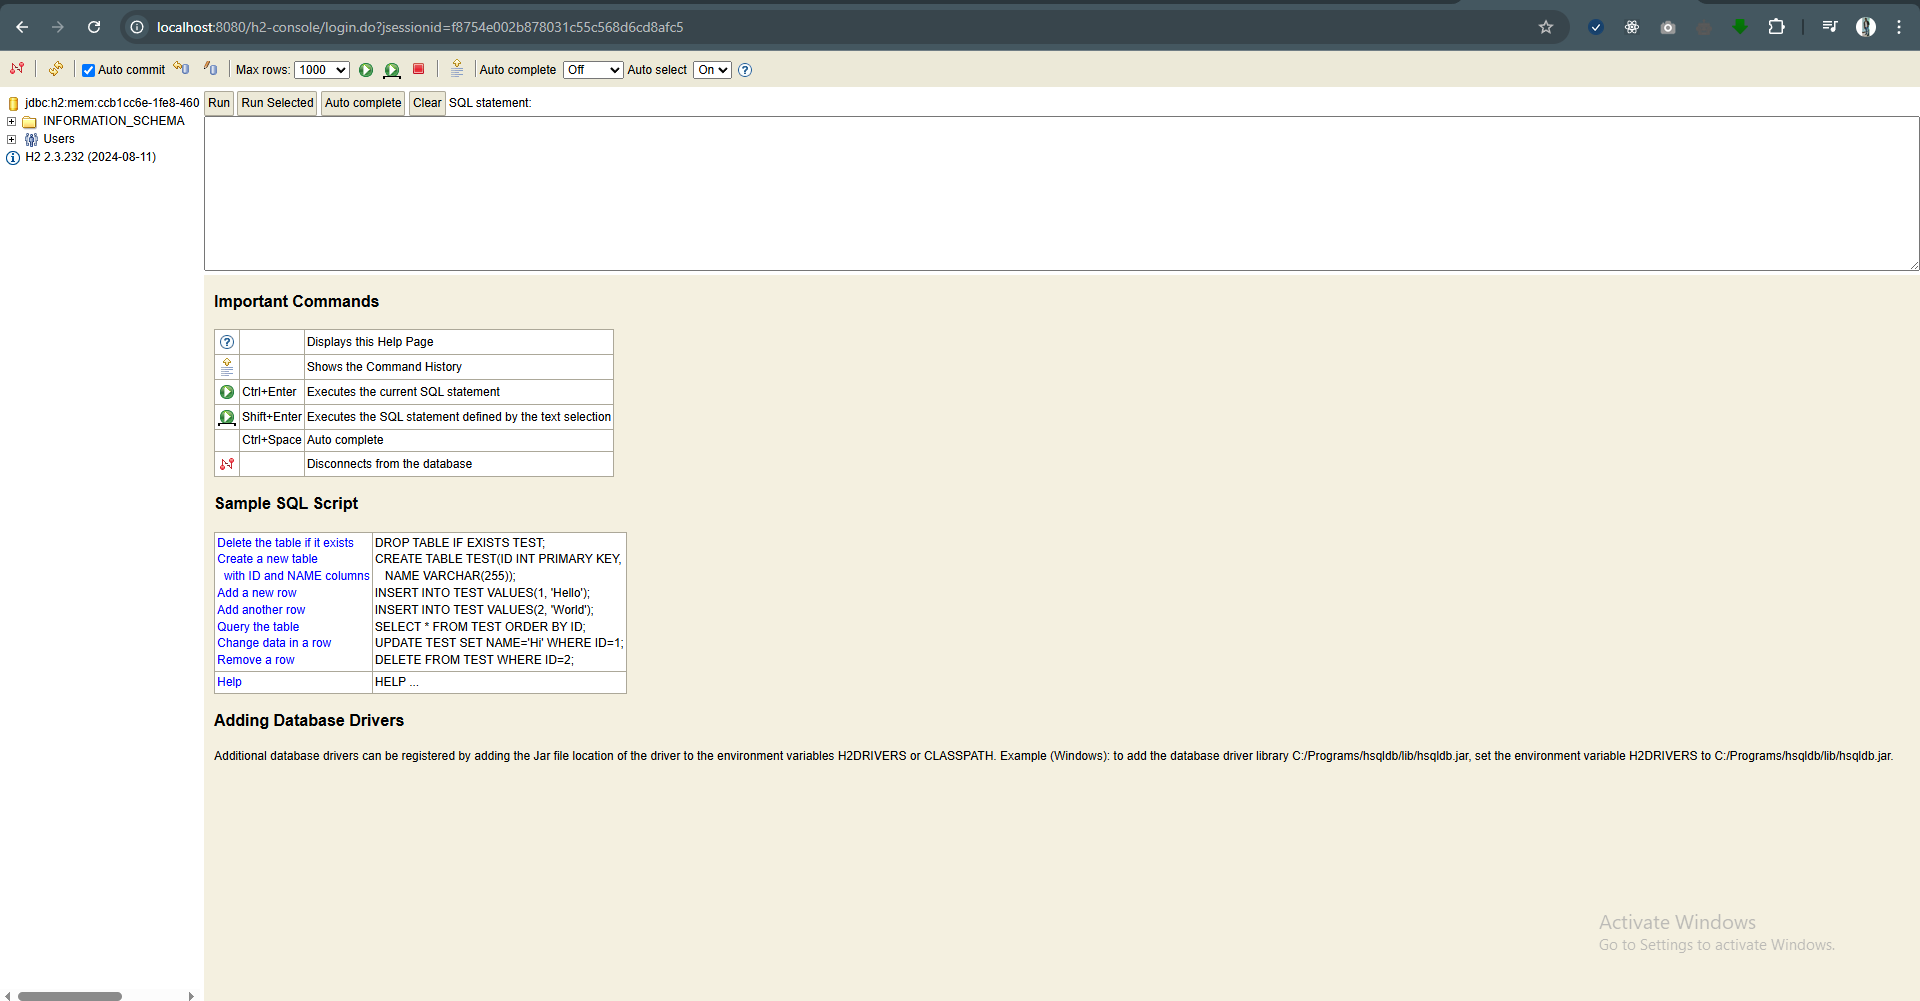 localhost:8080/h2-console/login.do?jsessionid=f8754e002b878031c55c568d6cd8afc5
Auto commit Max rows: 1000 Auto complete Off Auto select On
jdbc:h2:mem:ccb1cc6e-1fe8-460
INFORMATION_SCHEMA
Users
H2 2.3.232 (2024-08-11)
Run Run Selected Auto complete Clear SQL statement:
Important Commands
Displays this Help Page
Shows the Command History
Ctrl+Enter Executes the current SQL statement
Shift+Enter Executes the SQL statement defined by the text selection
Ctrl+Space Auto complete
Disconnects from the database
Sample SQL Script
Delete the table if it exists DROP TABLE IF EXISTS TEST;
Create a new table CREATE TABLE TEST(ID INT PRIMARY KEY,
with ID and NAME columns NAME VARCHAR(255));
Add a new row INSERT INTO TEST VALUES(1, 'Hello');
Add another row INSERT INTO TEST VALUES(2, 'World');
Query the table SELECT * FROM TEST ORDER BY ID;
Change data in a row UPDATE TEST SET NAME='Hi' WHERE ID=1;
Remove a row DELETE FROM TEST WHERE ID=2;
Help HELP ...
Adding Database Drivers
Additional database drivers can be registered by adding the Jar file location of the driver to the environment variables H2DRIVERS or CLASSPATH. Example (Windows): to add the database driver library C:/Programs/hsqldb/lib/hsqldb.jar, set the environment variable H2DRIVERS to C:/Programs/hsqldb/lib/hsqldb.jar.
Activate Windows
Go to Settings to activate Windows.